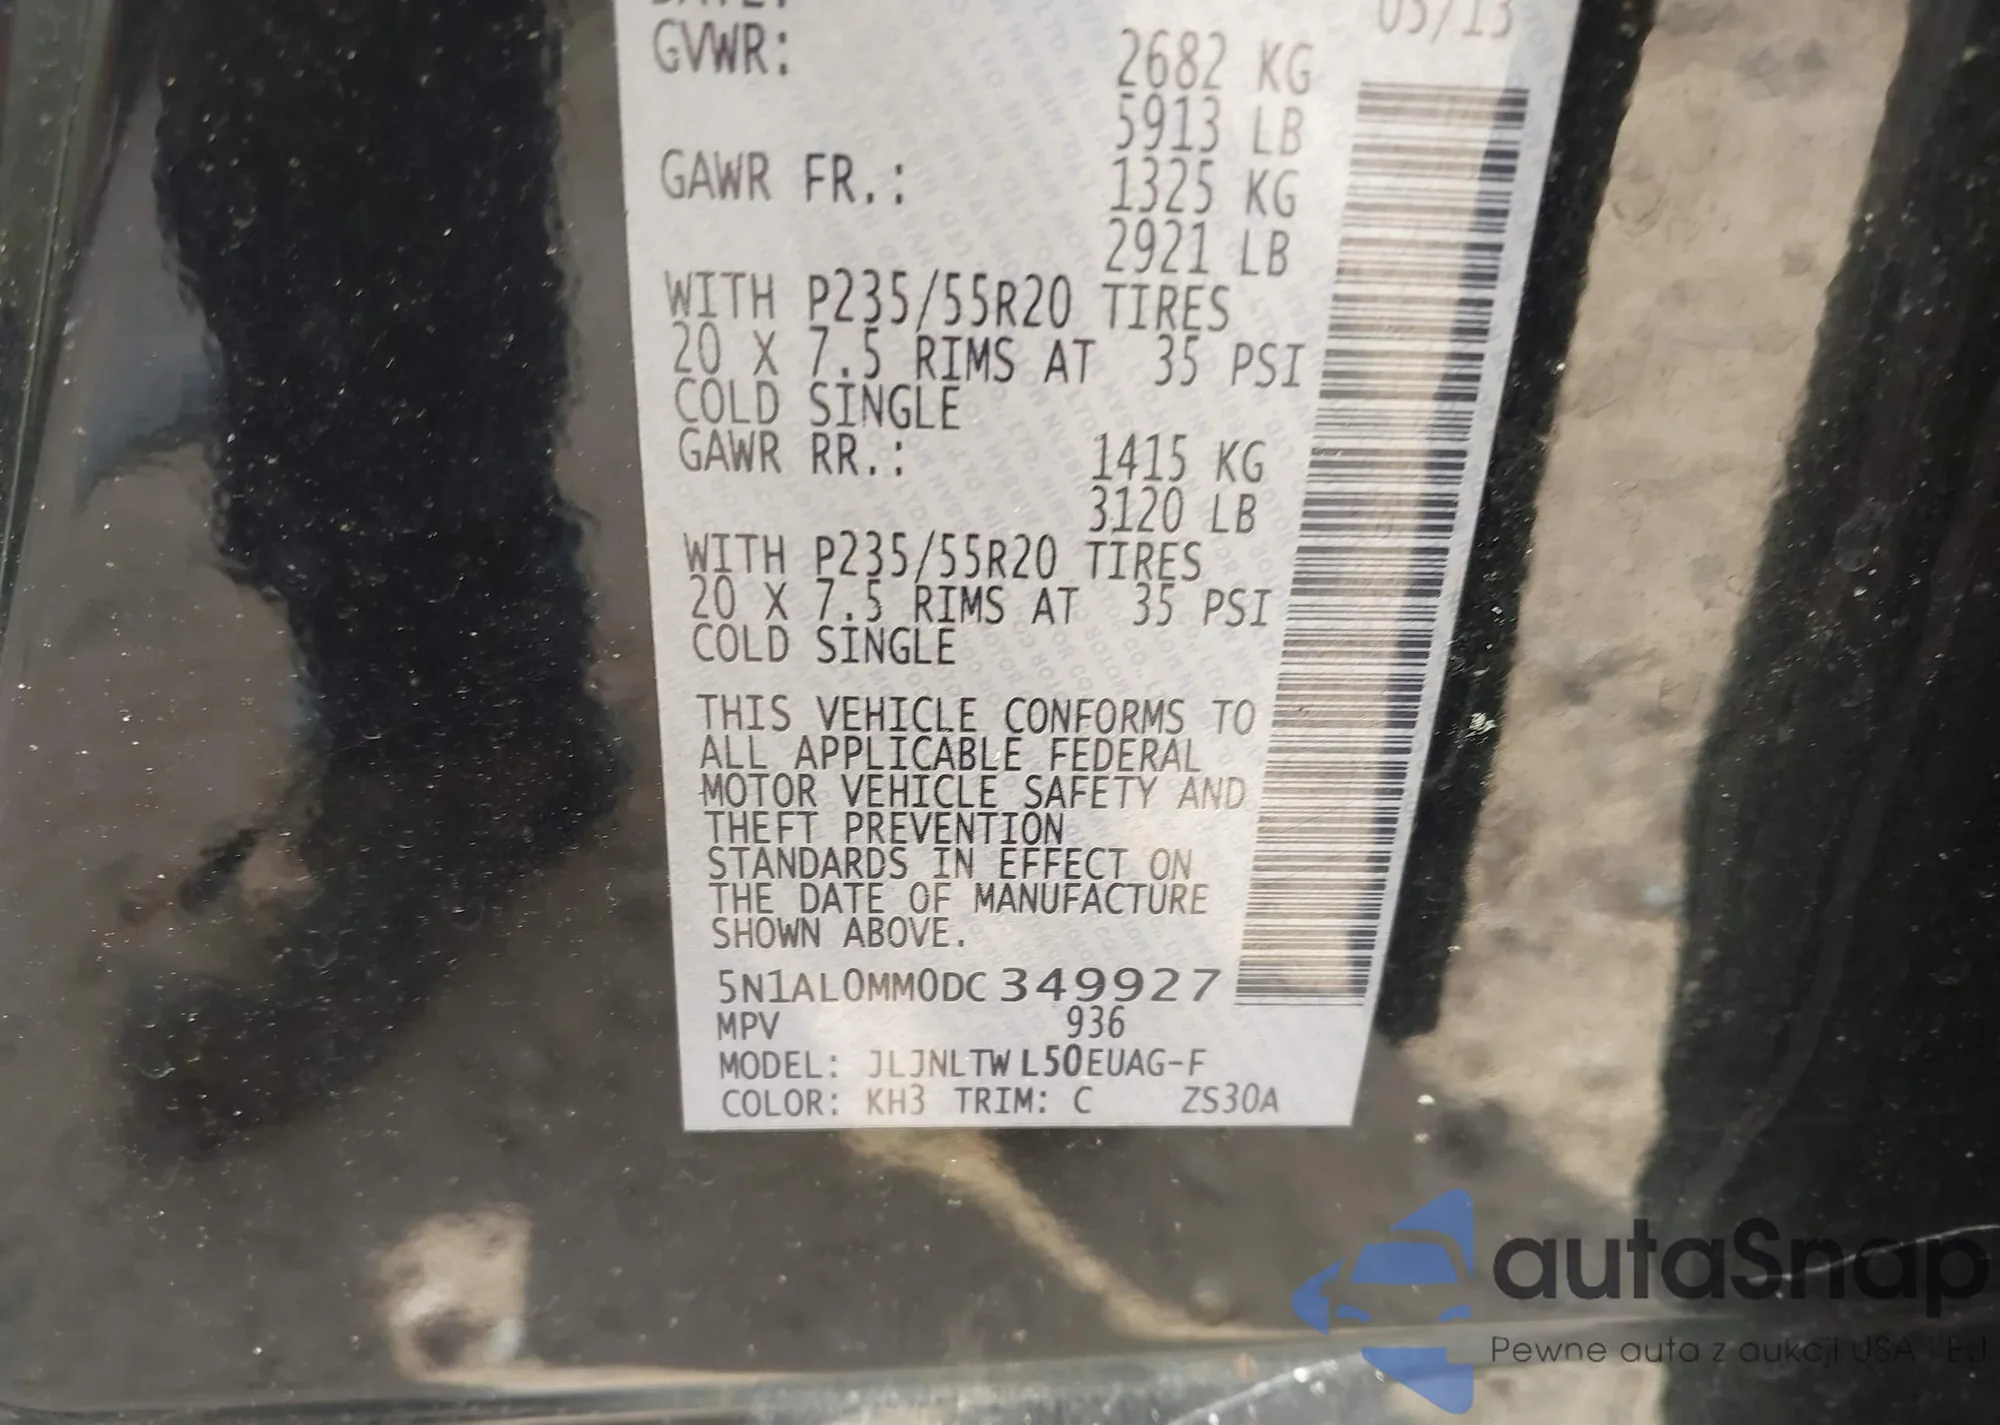 DATE: 05/13
GVWR: 2682 KG
5913 LB
GAWR FR.: 1325 KG
2921 LB
WITH P235/55R20 TIRES
20 X 7.5 RIMS AT 35 PSI
COLD SINGLE
GAWR RR.: 1415 KG
3120 LB
WITH P235/55R20 TIRES
20 X 7.5 RIMS AT 35 PSI
COLD SINGLE
THIS VEHICLE CONFORMS TO
ALL APPLICABLE FEDERAL
MOTOR VEHICLE SAFETY AND
THEFT PREVENTION
STANDARDS IN EFFECT ON
THE DATE OF MANUFACTURE
SHOWN ABOVE.
5N1AL0MM0DC349927
MPV 936
MODEL: JLJNLTW L50EUAG-F
COLOR: KH3 TRIM: C ZS30A
autaSnap
Pewne auta z aukcji USA i EU